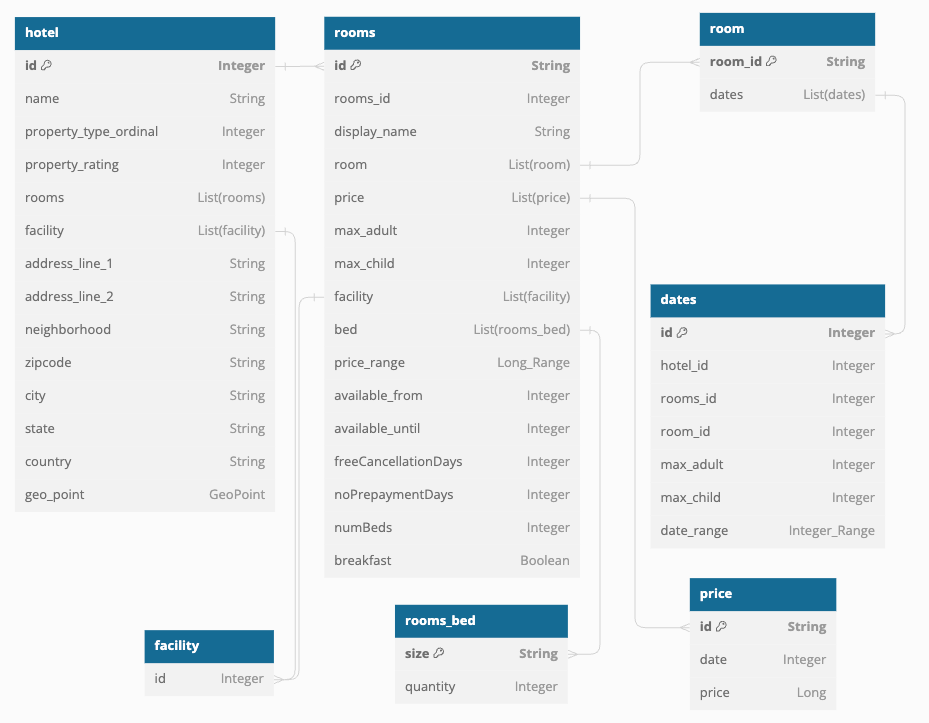 hotel
id Integer
name String
property_type_ordinal Integer
property_rating Integer
rooms List(rooms)
facility List(facility)
address_line_1 String
address_line_2 String
neighborhood String
zipcode String
city String
state String
country String
geo_point GeoPoint
rooms
id String
rooms_id Integer
display_name String
room List(room)
price List(price)
max_adult Integer
max_child Integer
facility List(facility)
bed List(rooms_bed)
price_range Long_Range
available_from Integer
available_until Integer
freeCancellationDays Integer
noPrepaymentDays Integer
numBeds Integer
breakfast Boolean
room
room_id String
dates List(dates)
dates
id Integer
hotel_id Integer
rooms_id Integer
room_id Integer
max_adult Integer
max_child Integer
date_range Integer_Range
facility
id Integer
rooms_bed
size String
quantity Integer
price
id String
date Integer
price Long